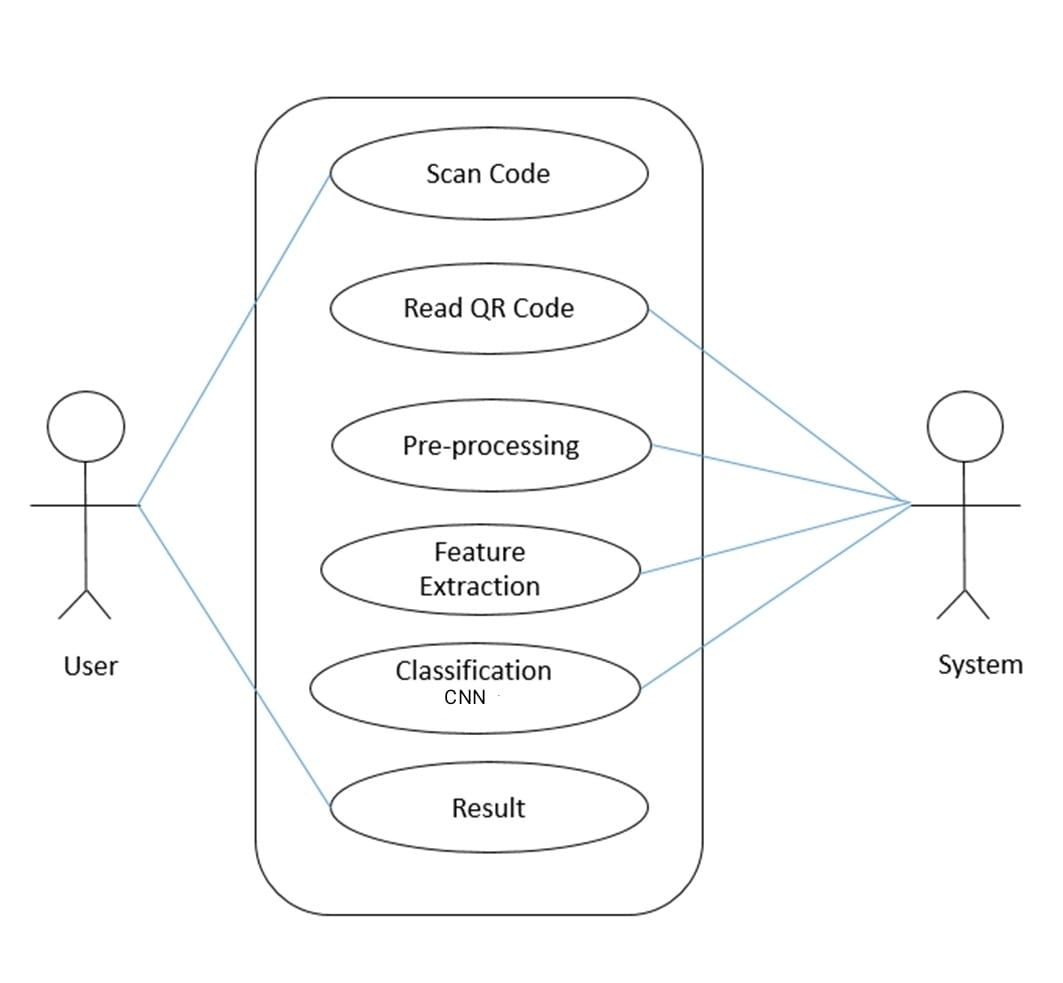 Scan Code
Read QR Code
Pre-processing
Feature
Extraction
Classification
CNN
Result
User
System